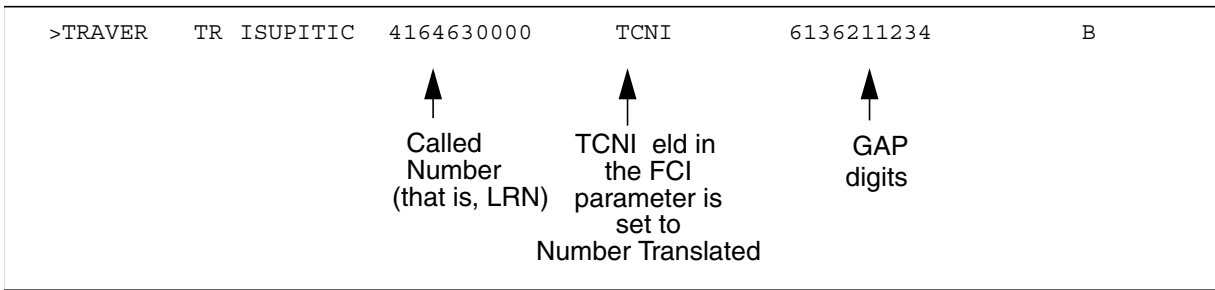 >TRAVER TR ISUPITIC 4164630000 TCNI 6136211234 B
Called
Number
(that is, LRN)
TCNI eld in
the FCI
parameter is
set to
Number Translated
GAP
digits